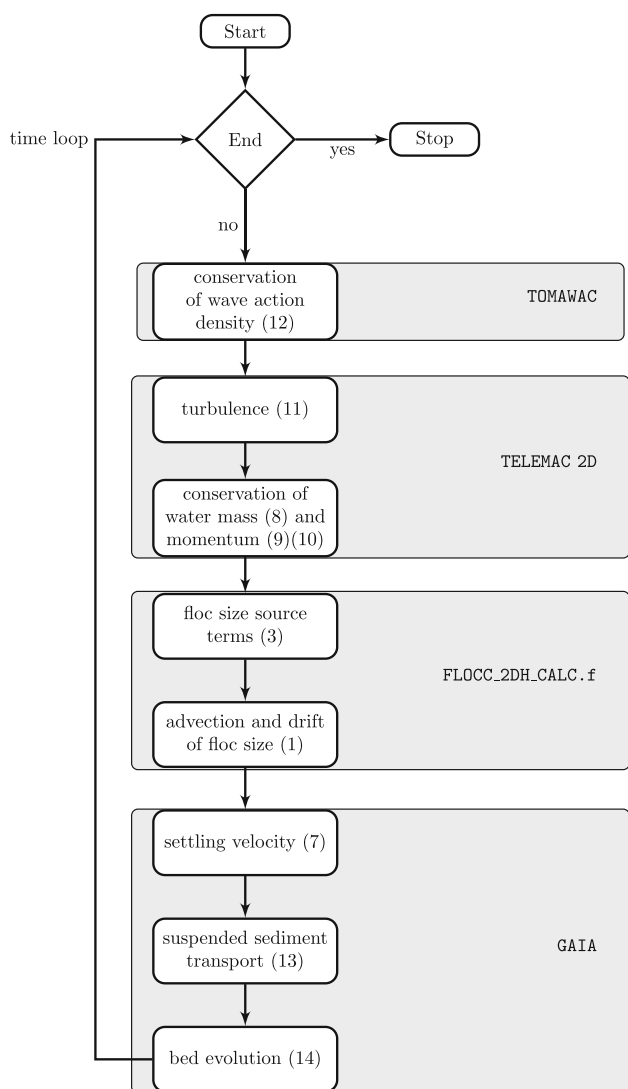 Start
time loop
End
yes
Stop
no
conservation
of wave action
density (12)
TOMAWAC
turbulence (11)
TELEMAC 2D
conservation of
water mass (8) and
momentum (9)(10)
floc size source
terms (3)
FLOCC_2DH_CALC.f
advection and drift
of floc size (1)
settling velocity (7)
suspended sediment
transport (13)
GAIA
bed evolution (14)